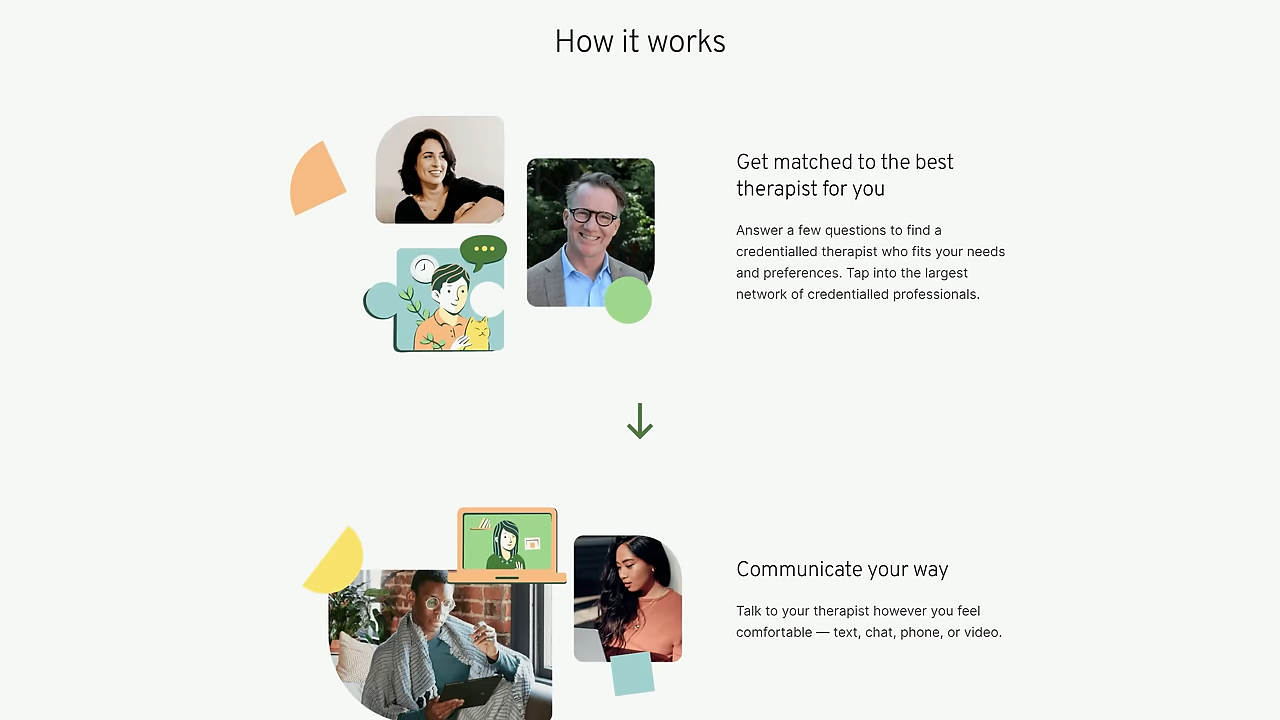 How it works
Get matched to the best
therapist for you
Answer a few questions to find a
credentialled therapist who fits your needs
and preferences. Tap into the largest
network of credentialled professionals.
Communicate your way
Talk to your therapist however you feel
comfortable — text, chat, phone, or video.